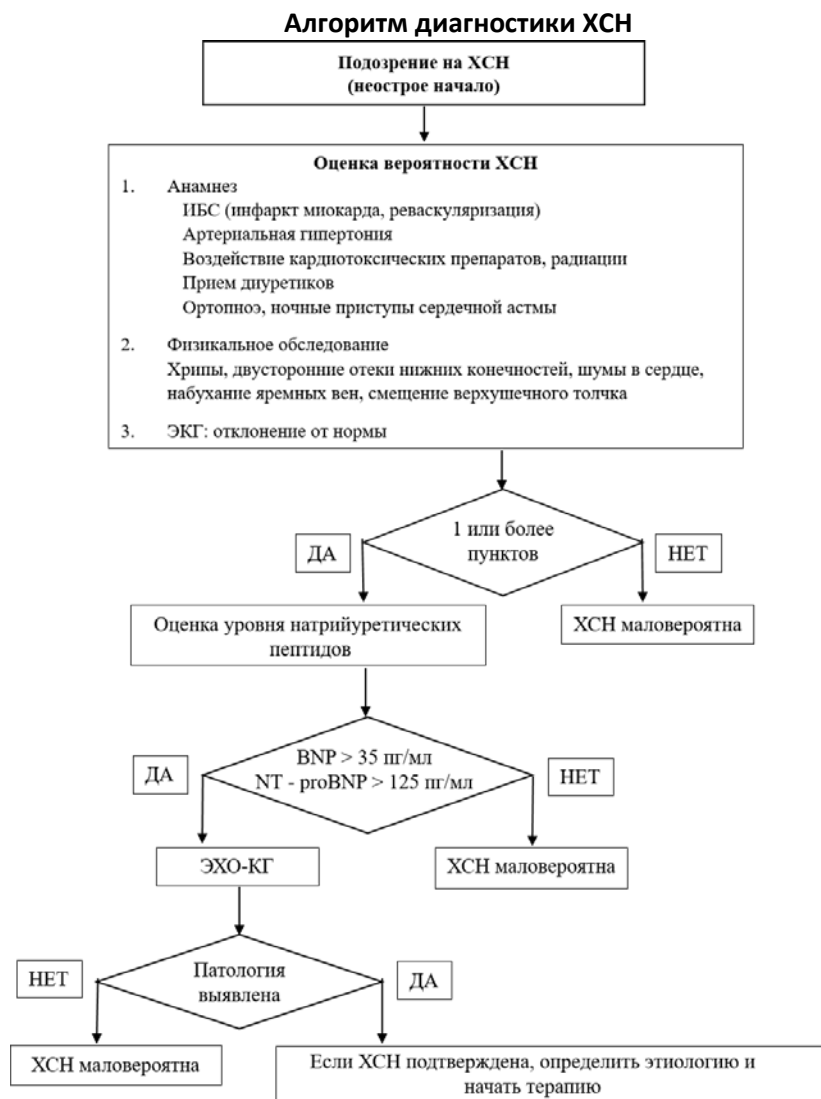 Алгоритм диагностики ХСН
Подозрение на ХСН
(неострое начало)
Оценка вероятности ХСН
1. Анамнез
ИБС (инфаркт миокарда, реваскуляризация)
Артериальная гипертония
Воздействие кардиотоксических препаратов, радиации
Прием диуретиков
Ортопноэ, ночные приступы сердечной астмы
2. Физикальное обследование
Хрипы, двусторонние отеки нижних конечностей, шумы в сердце,
набухание яремных вен, смещение верхушечного толчка
3. ЭКГ: отклонение от нормы
1 или более
пунктов
ДА
НЕТ
Оценка уровня натрийуретических
пептидов
ХСН маловероятна
BNP > 35 пг/мл
NT - proBNP > 125 пг/мл
ДА
НЕТ
ЭХО-КГ
ХСН маловероятна
Патология
выявлена
НЕТ
ДА
ХСН маловероятна
Если ХСН подтверждена, определить этиологию и
начать терапию